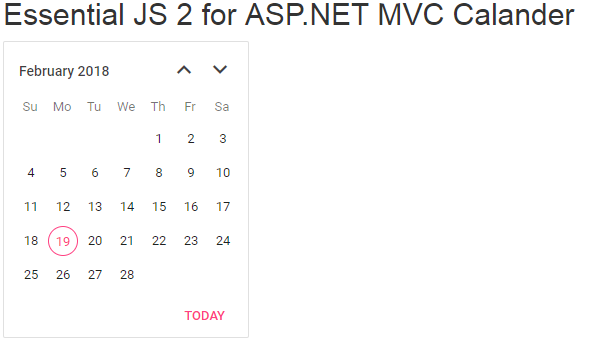 Essential JS 2 for ASP.NET MVC Calander
February 2018
Su Mo Tu We Th Fr Sa
1 2 3
4 5 6 7 8 9 10
11 12 13 14 15 16 17
18 19 20 21 22 23 24
25 26 27 28
TODAY